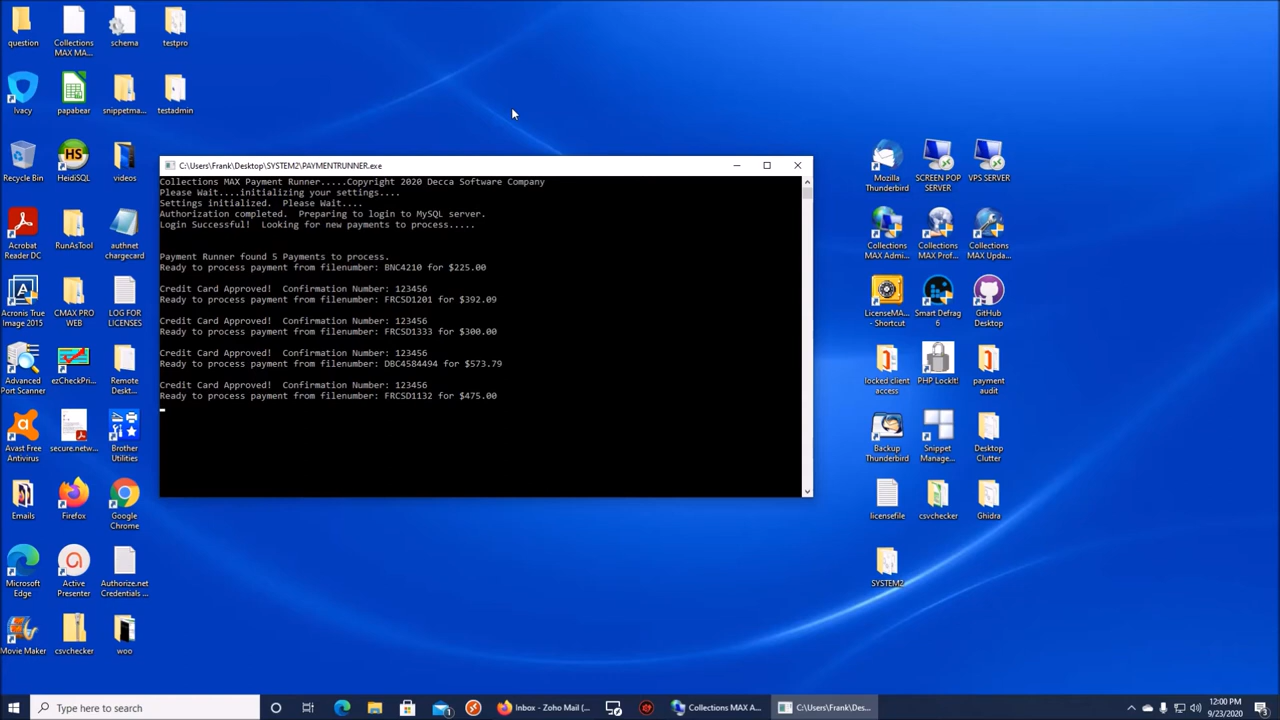 question
Collections
MAX MA...
schema
testpro
Ivacy
papabear
snippetma...
testadmin
Recycle Bin
HS
HeidiSQL
videos
Acrobat
Reader DC
RunAsTool
authnet
chargecard
Acronis True
Image 2015
CMAX PRO
WEB
LOG FOR
LICENSES
Advanced
Port Scanner
ezCheckPri...
Remote
Deskt...
Avast Free
Antivirus
secure.netw...
Brother
Utilities
Emails
Firefox
Google
Chrome
Microsoft
Edge
Active
Presenter
Authorize.net
Credentials ...
Movie Maker
csvchecker
woo
C:\Users\Frank\Desktop\SYSTEM2\PAYMENTRUNNER.exe
Collections MAX Payment Runner.....Copyright 2020 Decca Software Company
Please Wait....initializing your settings....
Settings initialized.  Please Wait....
Authorization completed.  Preparing to login to MySQL server.
Login Successful!  Looking for new payments to process.....
Payment Runner found 5 Payments to process.
Ready to process payment from filenumber: BNC4210 for $225.00
Credit Card Approved!  Confirmation Number: 123456
Ready to process payment from filenumber: FRCSD1201 for $392.09
Credit Card Approved!  Confirmation Number: 123456
Ready to process payment from filenumber: FRCSD1333 for $300.00
Credit Card Approved!  Confirmation Number: 123456
Ready to process payment from filenumber: DBC4584494 for $573.79
Credit Card Approved!  Confirmation Number: 123456
Ready to process payment from filenumber: FRCSD1132 for $475.00
Mozilla
Thunderbird
SCREEN POP
SERVER
VPS SERVER
Collections
MAX Admi...
Collections
MAX Prof...
Collections
MAX Upda...
LicenseMA...
- Shortcut
Smart Defrag
6
GitHub
Desktop
locked client
access
PHP LockIt!
payment
audit
Backup
Thunderbird
Snippet
Manage...
Desktop
Clutter
licensefile
csvchecker
Ghidra
SYSTEM2
Type here to search
Inbox - Zoho Mail (...
Collections MAX A...
C:\Users\Frank\Des...
12:00 PM
9/23/2020
3